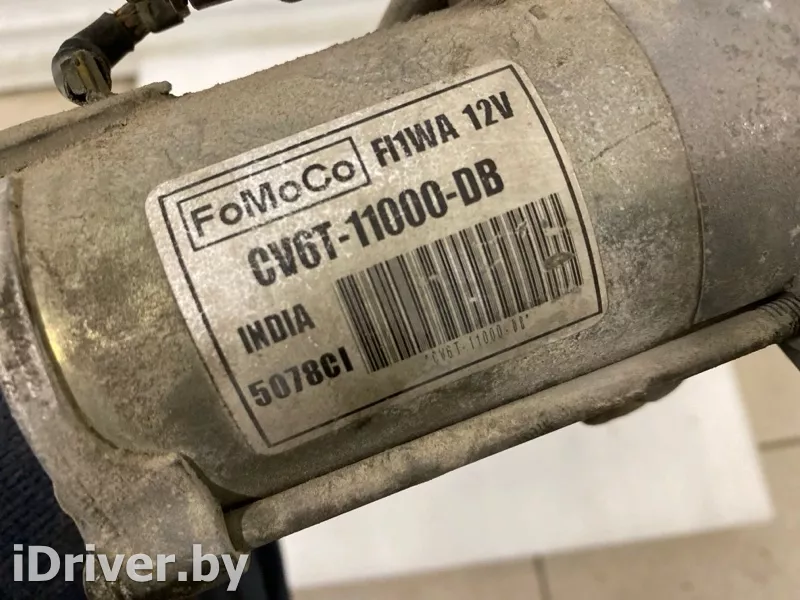 FoMoCo FI1WA 12V
CV6T-11000-DB
INDIA
5078CI
*CV6T-11000-DB*
iDriver.by